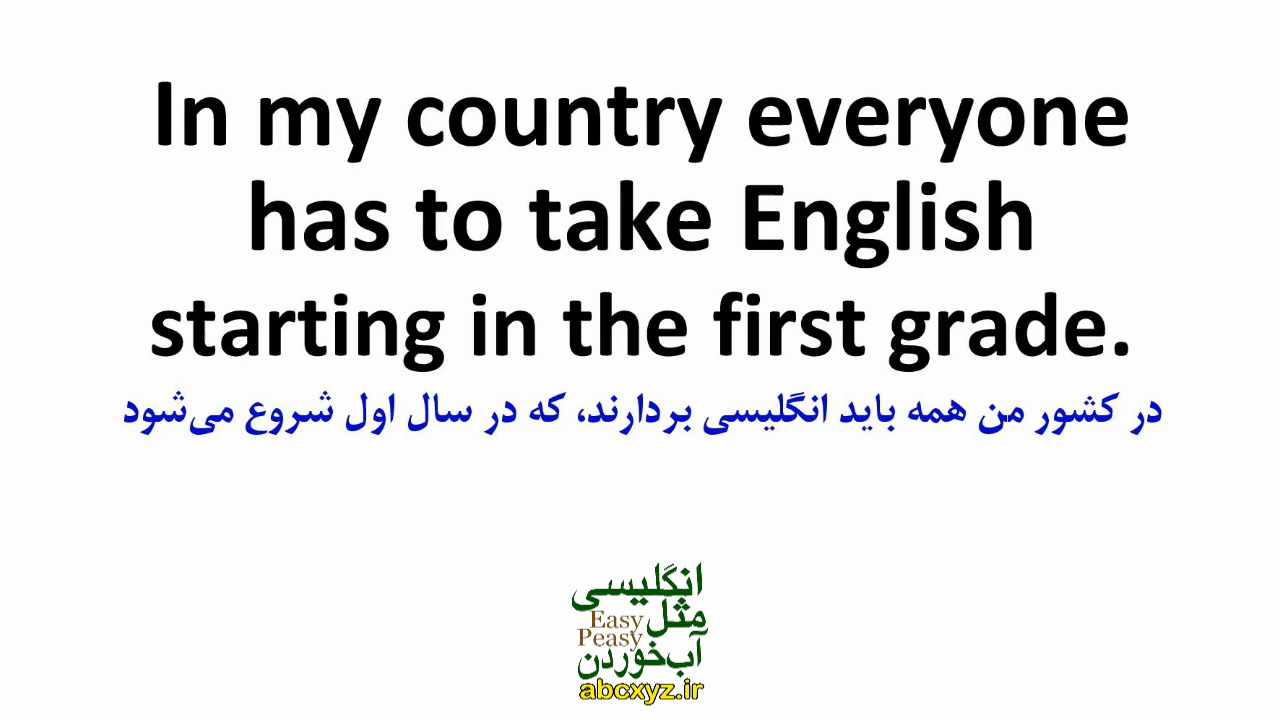 In my country everyone
has to take English
starting in the first grade.
در کشور من همه باید انگلیسی بردارند، که در سال اول شروع می‌شود
انگلیسی
مثل
Easy
Peasy
آب‌خوردن
abcxyz.ir